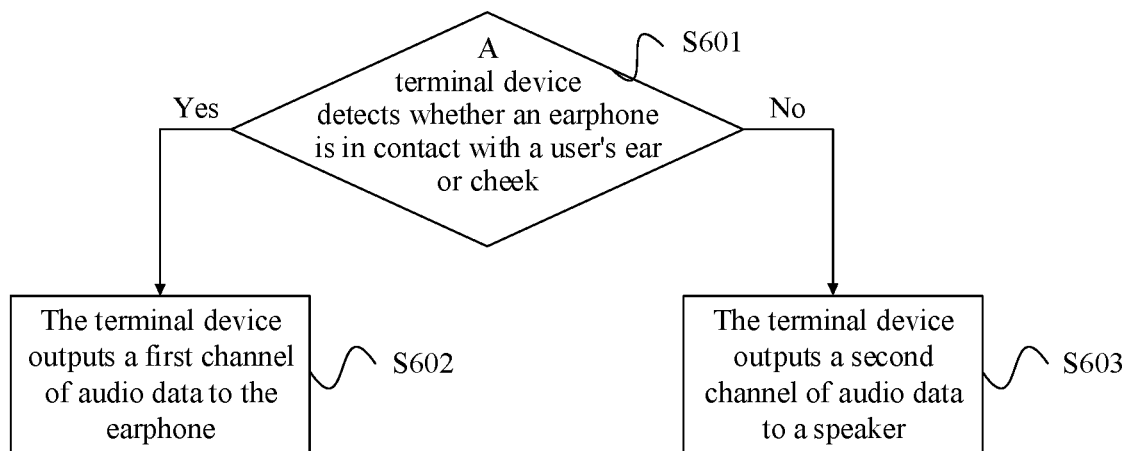 A
terminal device
detects whether an earphone
is in contact with a user's ear
or cheek
S601
Yes
No
The terminal device
outputs a first channel
of audio data to the
earphone
S602
The terminal device
outputs a second
channel of audio data
to a speaker
S603